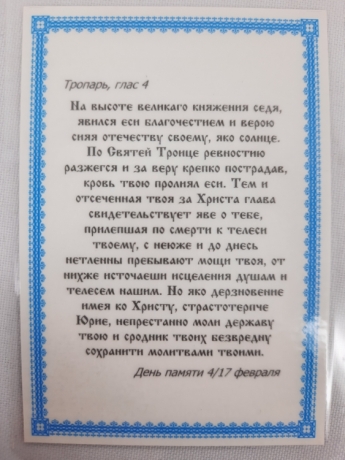 Тропарь, глас 4
На высоте великаго княжения седя,
явился еси благочестием и верою
сияя отечеству своему, яко солнце.
По Святей Троице ревностию
разжегся и за веру крепко пострадав,
кровь твою пролиял еси. Тем и
отсеченная твоя за Христа глава
свидетельствует яве о тебе,
прилепшая по смерти к телеси
твоему, с неюже и до днесь
нетленны пребывают мощи твоя, от
нихже источаеши исцеления душам и
телесем нашим. Но яко дерзновение
имея ко Христу, страстотерпче
Юрие, непрестанно моли державу
твою и сродник твоих безвредну
сохранити молитвами твоими.
День памяти 4/17 февраля